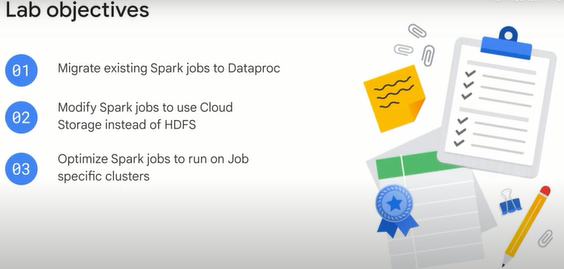 Lab objectives
01
Migrate existing Spark jobs to Dataproc
02
Modify Spark jobs to use Cloud
Storage instead of HDFS
03
Optimize Spark jobs to run on Job
specific clusters